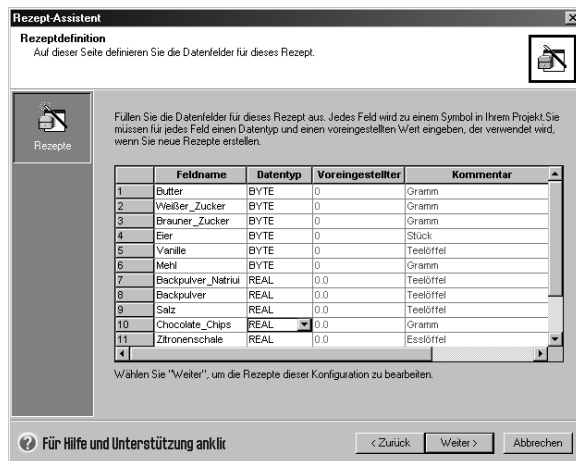 Rezept-Assistent
Rezeptdefinition
Auf dieser Seite definieren Sie die Datenfelder für dieses Rezept.
Rezepte
Füllen Sie die Datenfelder für dieses Rezept aus. Jedes Feld wird zu einem Symbol in Ihrem Projekt.Sie
müssen für jedes Feld einen Datentyp und einen voreingestellten Wert eingeben, der verwendet wird,
wenn Sie neue Rezepte erstellen.
Feldname Datentyp Voreingestellter Kommentar
1 Butter BYTE 0 Gramm
2 Weißer_Zucker BYTE 0 Gramm
3 Brauner_Zucker BYTE 0 Gramm
4 Eier BYTE 0 Stück
5 Vanille BYTE 0 Teelöffel
6 Mehl BYTE 0 Gramm
7 Backpulver_Natriui REAL 0.0 Teelöffel
8 Backpulver REAL 0.0 Teelöffel
9 Salz REAL 0.0 Teelöffel
10 Chocolate_Chips REAL 0.0 Gramm
11 Zitronenschale REAL 0.0 Esslöffel
Wählen Sie "Weiter", um die Rezepte dieser Konfiguration zu bearbeiten.
? Für Hilfe und Unterstützung anklic
< Zurück Weiter > Abbrechen